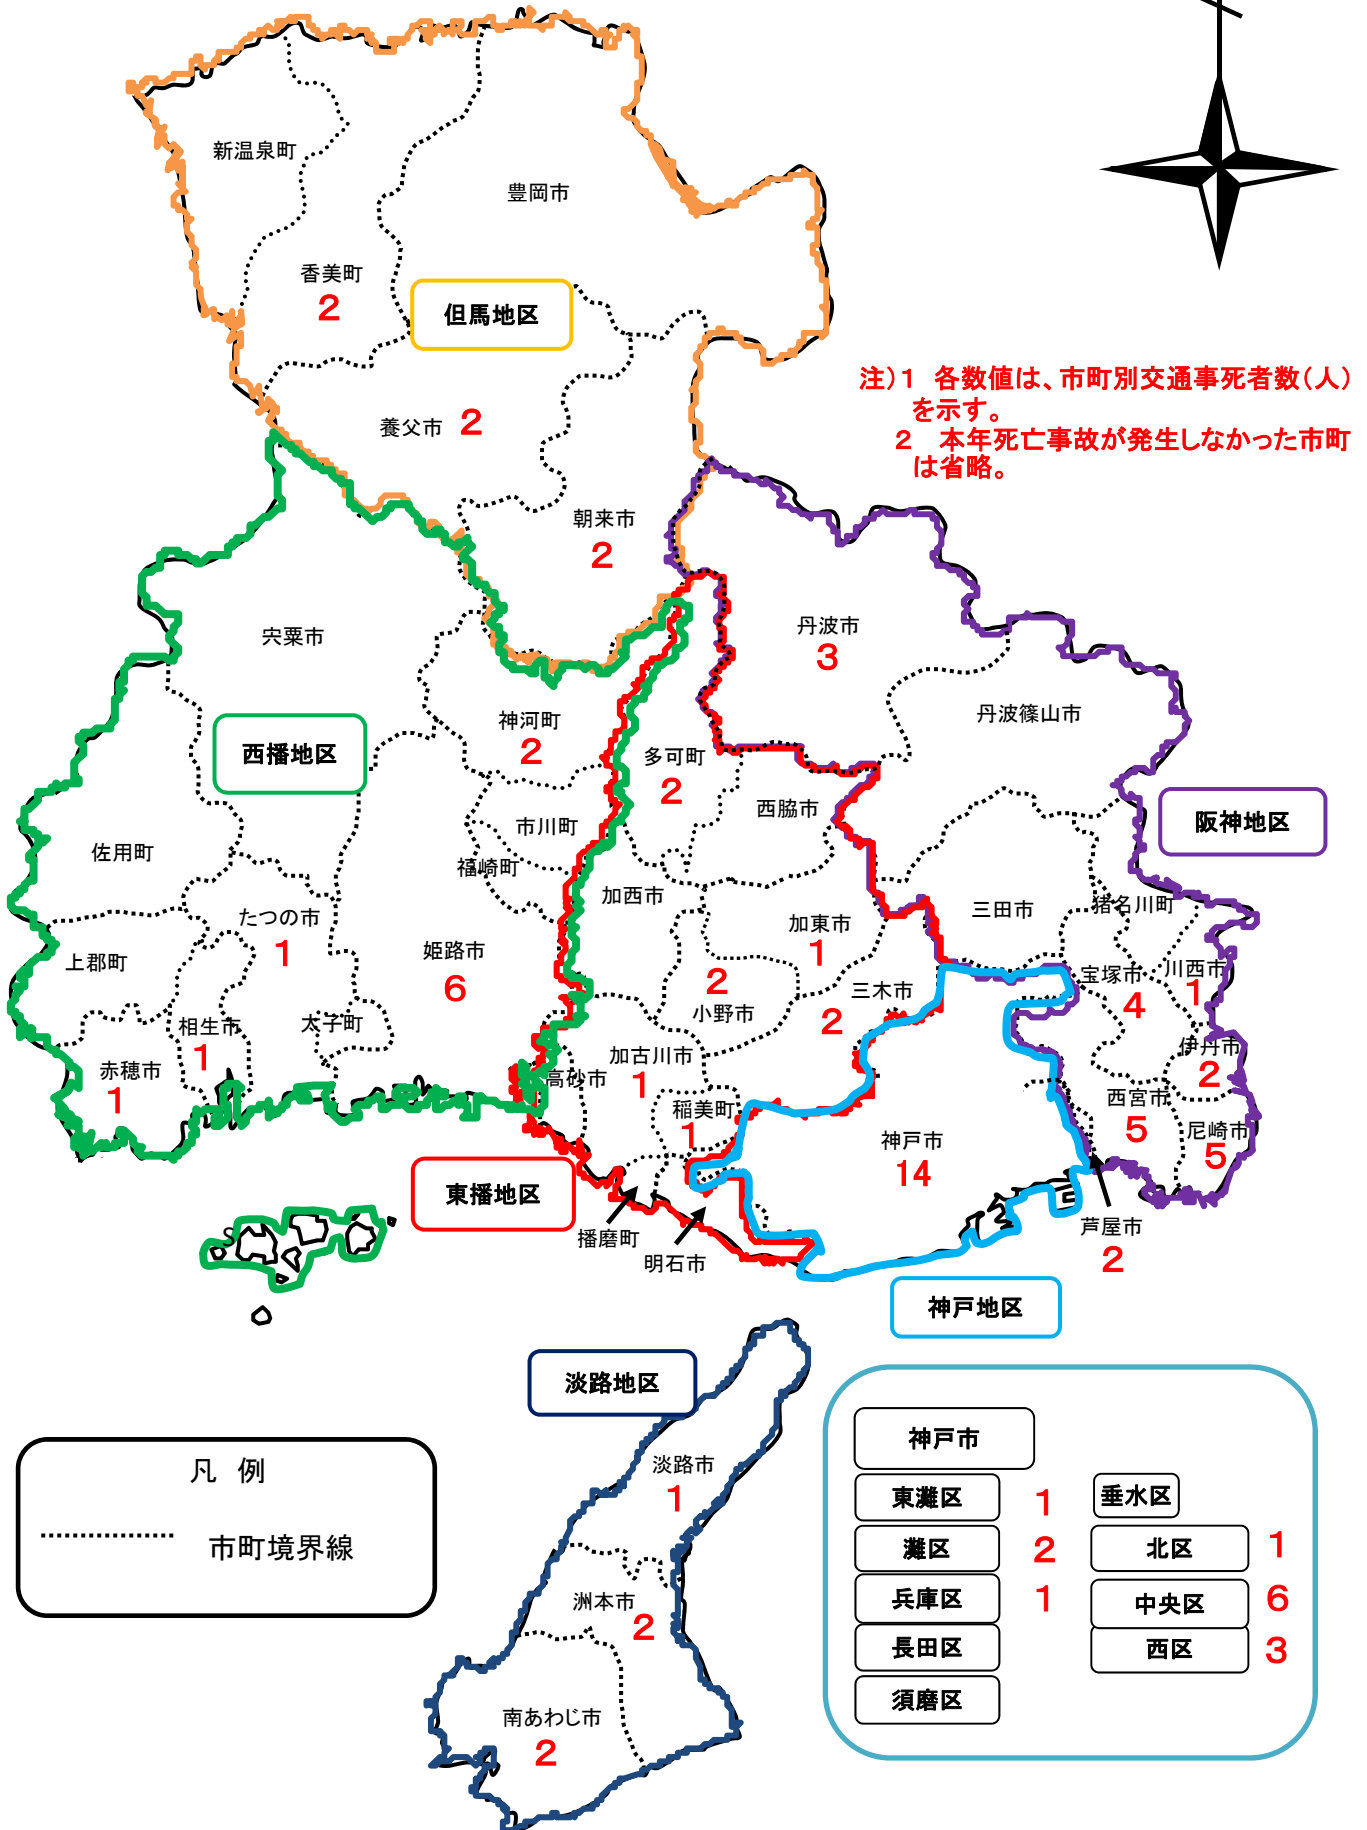 新温泉町
豊岡市
香美町
2
但馬地区
注)1 各数値は、市町別交通事死者数(人)
を示す。
2 本年死亡事故が発生しなかった市町
は省略。
養父市 2
朝来市
2
宍粟市
丹波市
3
丹波篠山市
神河町
2
西播地区
多可町
2
西脇市
市川町
阪神地区
佐用町
福崎町
加西市
猪名川町
三田市
たつの市
1
加東市
1
姫路市
6
上郡町
宝塚市
4
川西市
1
2
小野市
三木市
2
相生市
1
太子町
赤穂市
1
加古川市
1
高砂市
伊丹市
2
稲美町
1
西宮市
5
尼崎市
5
神戸市
14
東播地区
播磨町
明石市
芦屋市
2
神戸地区
淡路地区
淡路市
1
洲本市
2
南あわじ市
2
凡 例
市町境界線
神戸市
東灘区 1
垂水区
灘区 2
北区 1
兵庫区 1
中央区 6
長田区
西区 3
須磨区